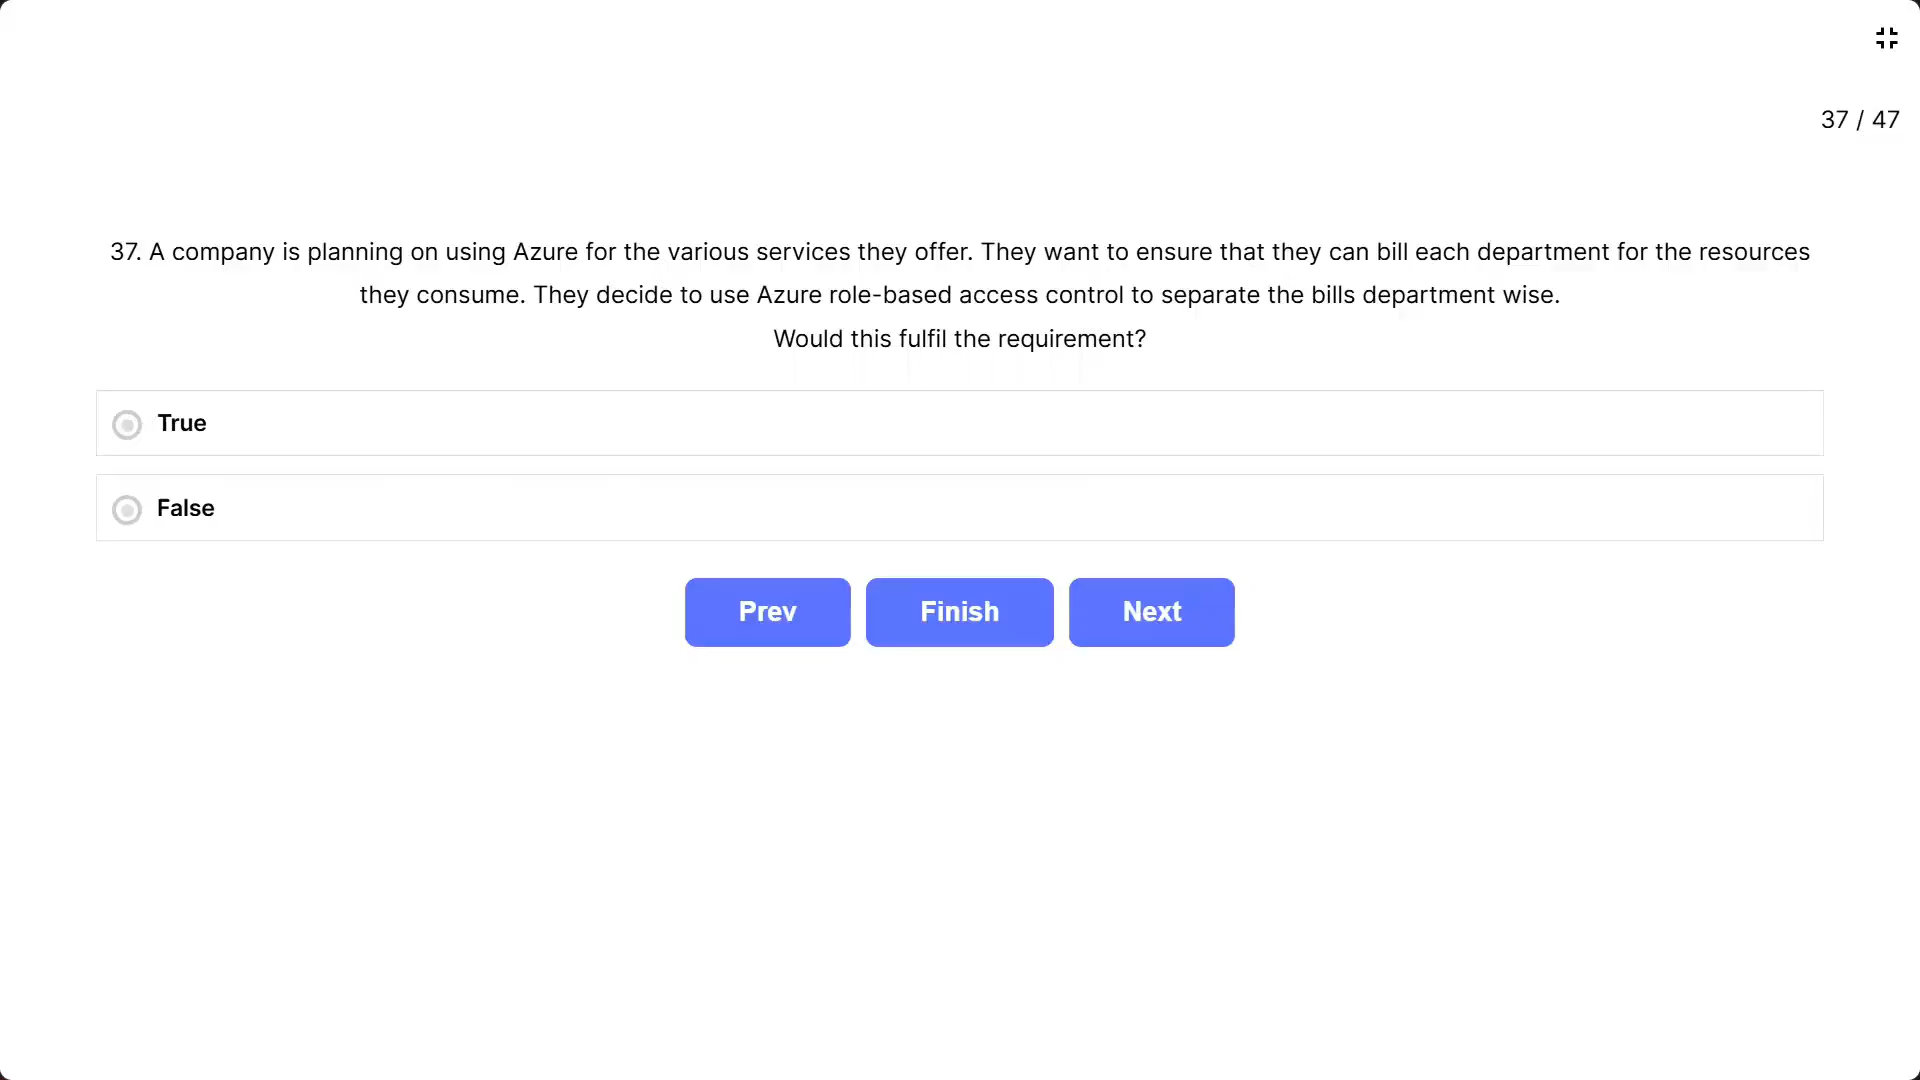 37 / 47
37. A company is planning on using Azure for the various services they offer. They want to ensure that they can bill each department for the resources
they consume. They decide to use Azure role-based access control to separate the bills department wise.
Would this fulfil the requirement?
True
False
Prev
Finish
Next